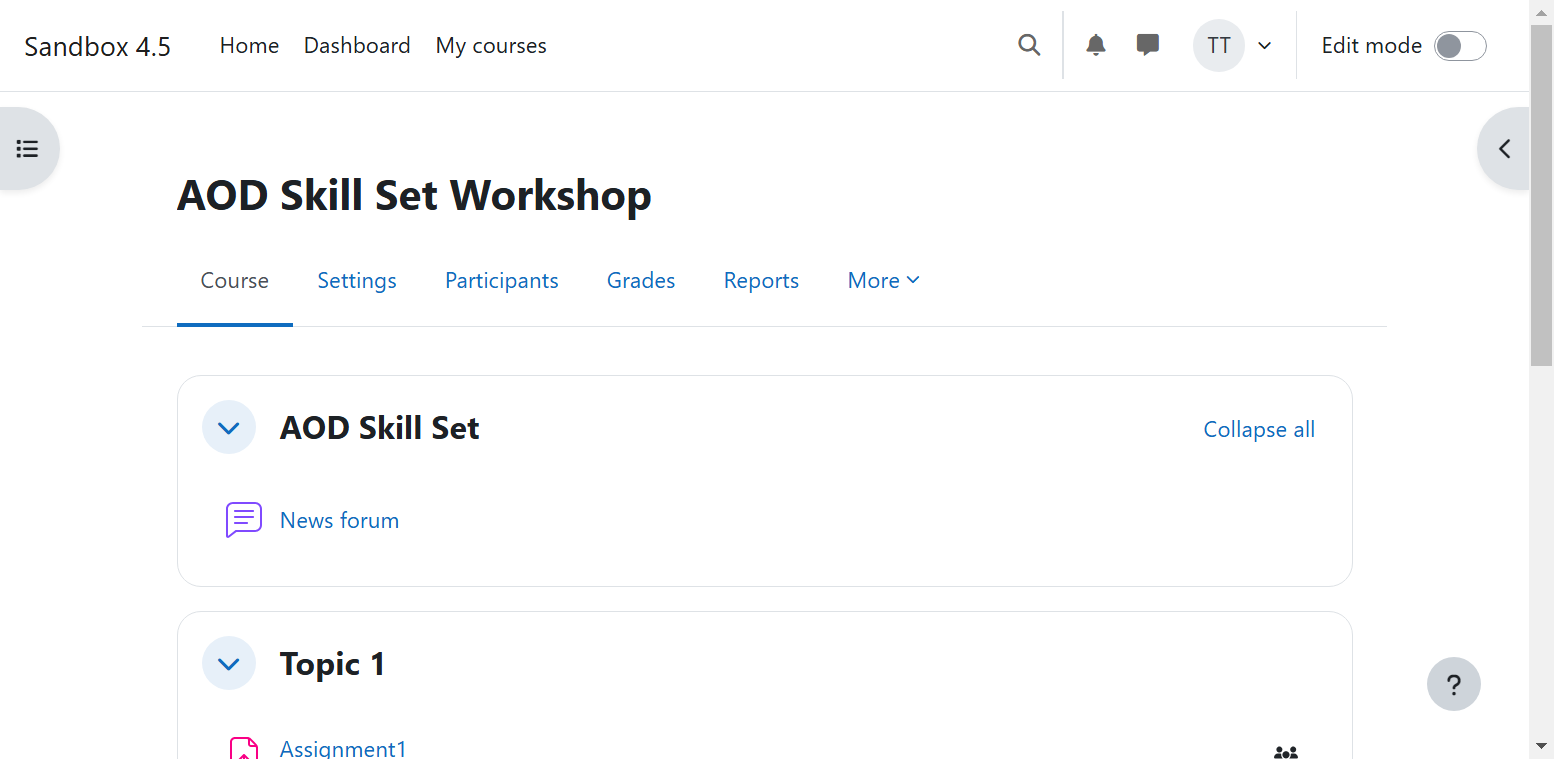 Sandbox 4.5 Home Dashboard My courses TT Edit mode
AOD Skill Set Workshop
Course Settings Participants Grades Reports More
AOD Skill Set Collapse all
News forum
Topic 1
?
Assignment1